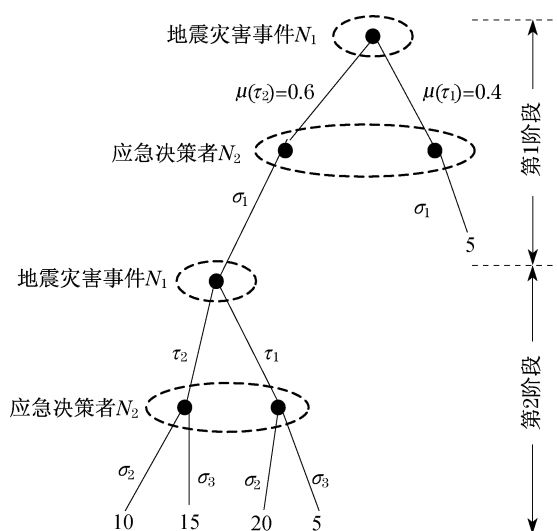 地震灾害事件N₁
μ(τ₂)=0.6
μ(τ₁)=0.4
第1阶段
应急决策者N₂
σ₁
σ₁
5
地震灾害事件N₁
τ₂
τ₁
第2阶段
应急决策者N₂
σ₂
σ₃
σ₂
σ₃
10
15
20
5